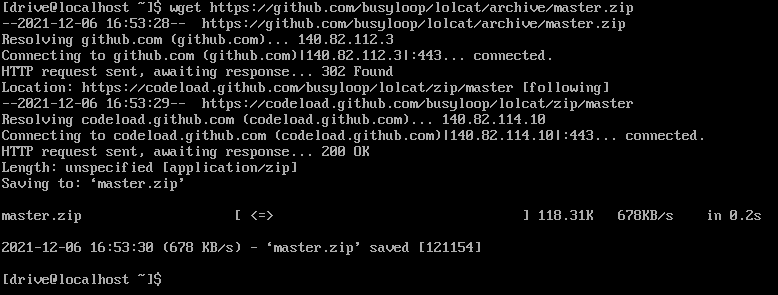 [drive@localhost ~]$ wget https://github.com/busyloop/lolcat/archive/master.zip
--2021-12-06 16:53:28--  https://github.com/busyloop/lolcat/archive/master.zip
Resolving github.com (github.com)... 140.82.112.3
Connecting to github.com (github.com)|140.82.112.3|:443... connected.
HTTP request sent, awaiting response... 302 Found
Location: https://codeload.github.com/busyloop/lolcat/zip/master [following]
--2021-12-06 16:53:29--  https://codeload.github.com/busyloop/lolcat/zip/master
Resolving codeload.github.com (codeload.github.com)... 140.82.114.10
Connecting to codeload.github.com (codeload.github.com)|140.82.114.10|:443... connected.
HTTP request sent, awaiting response... 200 OK
Length: unspecified [application/zip]
Saving to: ‘master.zip’
master.zip                    [ <=>                                ] 118.31K   678KB/s    in 0.2s
2021-12-06 16:53:30 (678 KB/s) - ‘master.zip’ saved [121154]
[drive@localhost ~]$